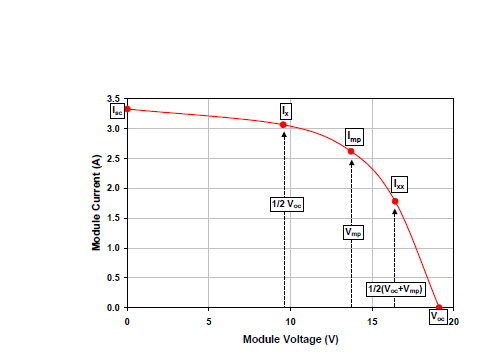 3.5
3.0
2.5
2.0
1.5
1.0
0.5
0.0
Module Current (A)
Isc
Ix
Imp
Ixx
1/2 Voc
Vmp
1/2(Voc+Vmp)
Voc
0
5
10
15
20
Module Voltage (V)